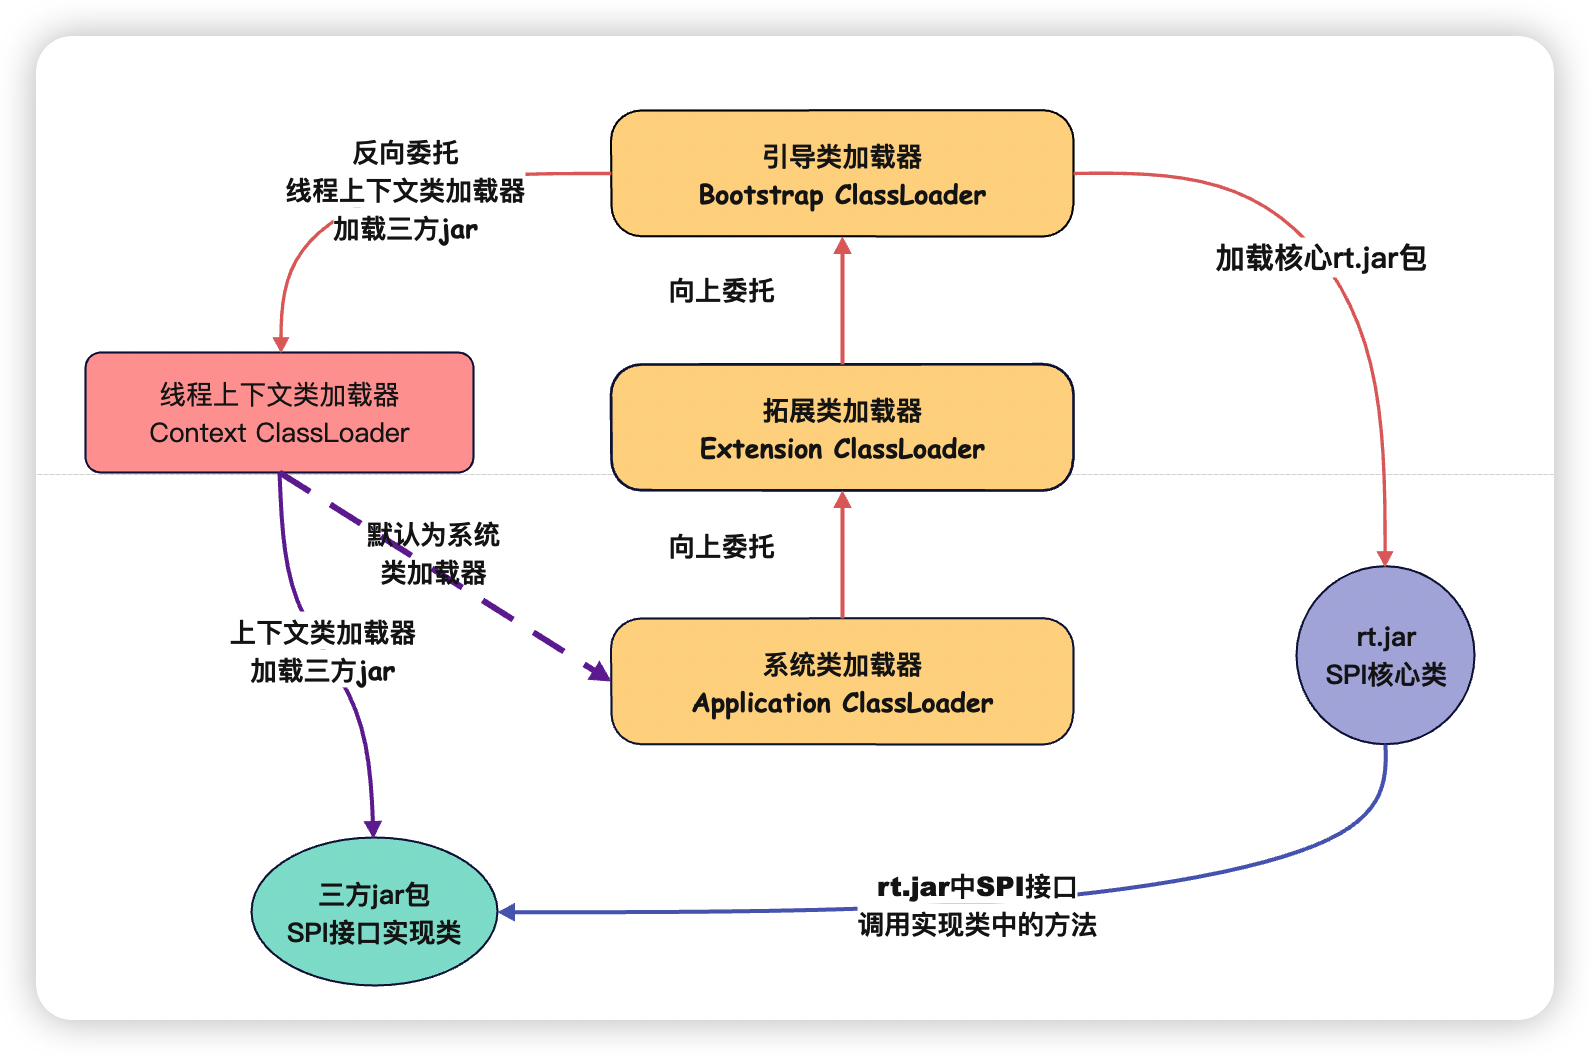 引导类加载器
Bootstrap ClassLoader
反向委托
线程上下文类加载器
加载三方jar
加载核心rt.jar包
向上委托
线程上下文类加载器
Context ClassLoader
拓展类加载器
Extension ClassLoader
默认为系统
类加载器
向上委托
上下文类加载器
加载三方jar
系统类加载器
Application ClassLoader
rt.jar
SPI核心类
三方jar包
SPI接口实现类
rt.jar中SPI接口
调用实现类中的方法